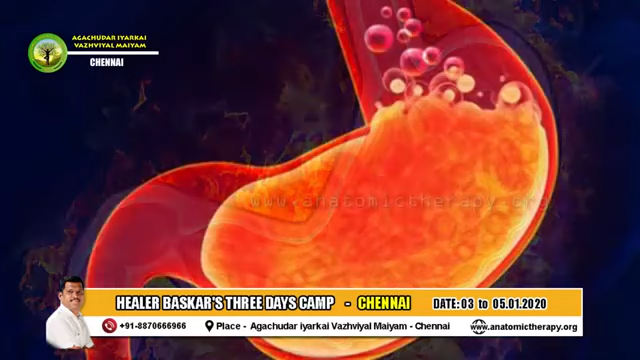 AGACHUDAR IYARKAI
VAZHVIYAL MAIYAM
CHENNAI
www.anatomictherapy.org
HEALER BASKAR'S THREE DAYS CAMP - CHENNAI DATE:03 to 05.01.2020
+91-8870666966 Place - Agachudar iyarkai Vazhviyal Maiyam - Chennai www.anatomictherapy.org